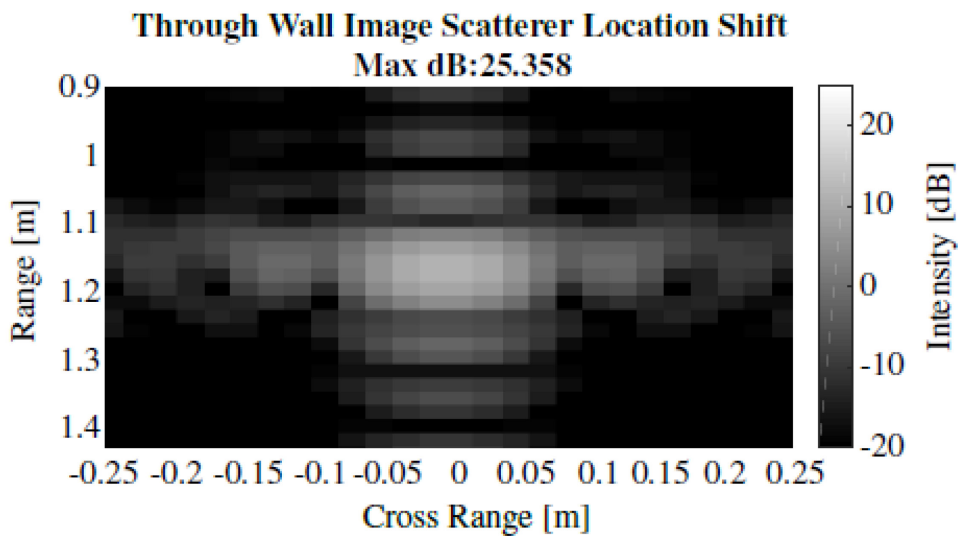 Through Wall Image Scatterer Location Shift
Max dB:25.358
Range [m]
0.9
1
1.1
1.2
1.3
1.4
-0.25 -0.2 -0.15 -0.1 -0.05 0 0.05 0.1 0.15 0.2 0.25
Cross Range [m]
20
10
0
-10
-20
Intensity [dB]